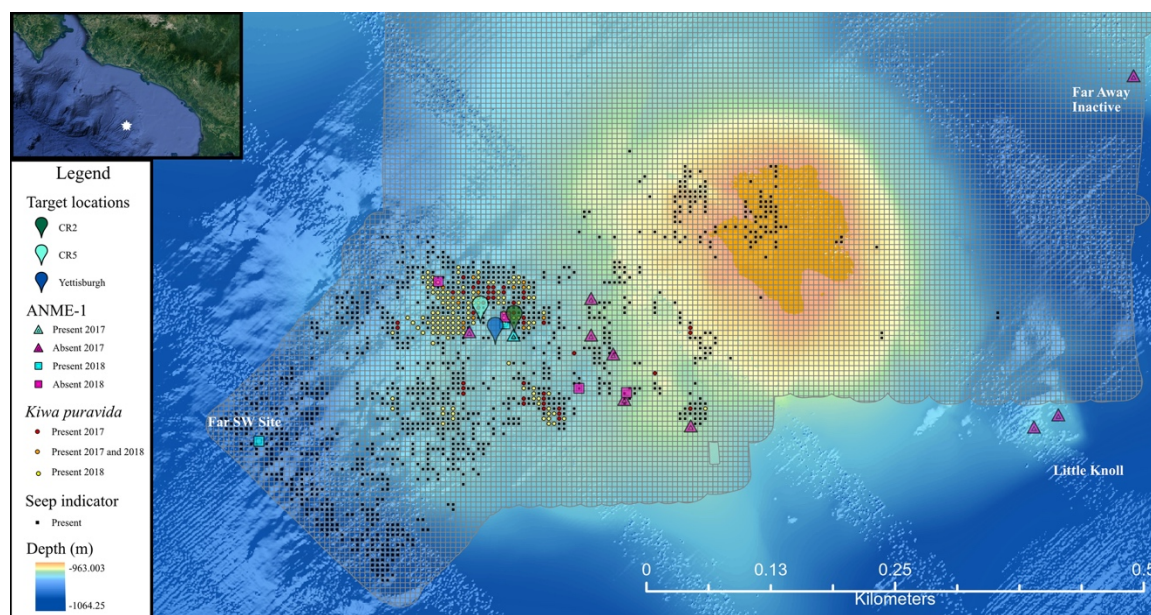 Legend
Target locations
CR2
CR5
Yettisburgh
ANME-1
Present 2017
Absent 2017
Present 2018
Absent 2018
Kiwa puravida
Present 2017
Present 2017 and 2018
Present 2018
Seep indicator
Present
Depth (m)
-963.003
-1064.25
Far Away
Inactive
Far SW Site
Little Knoll
0 0.13 0.25 0.5
Kilometers